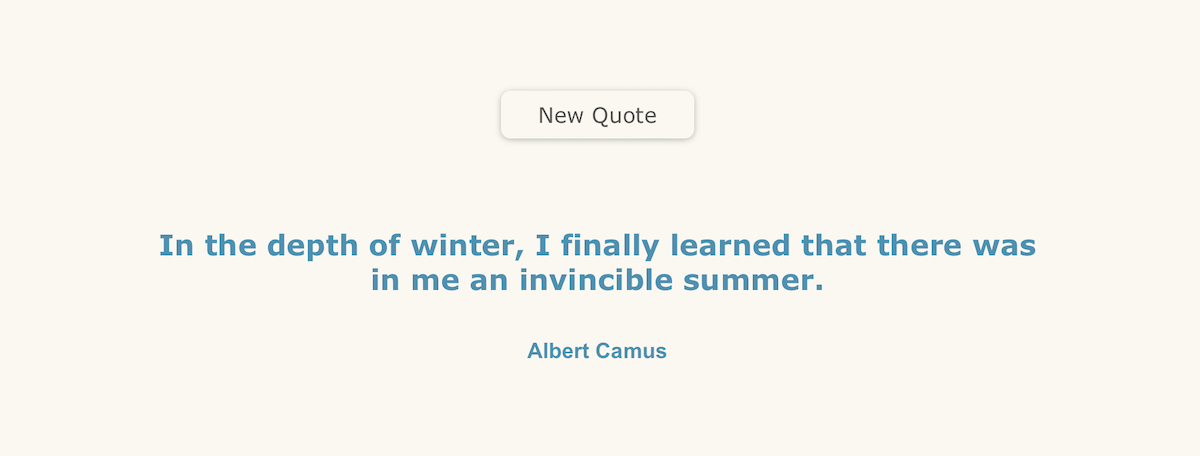 New Quote
In the depth of winter, I finally learned that there was
in me an invincible summer.
Albert Camus